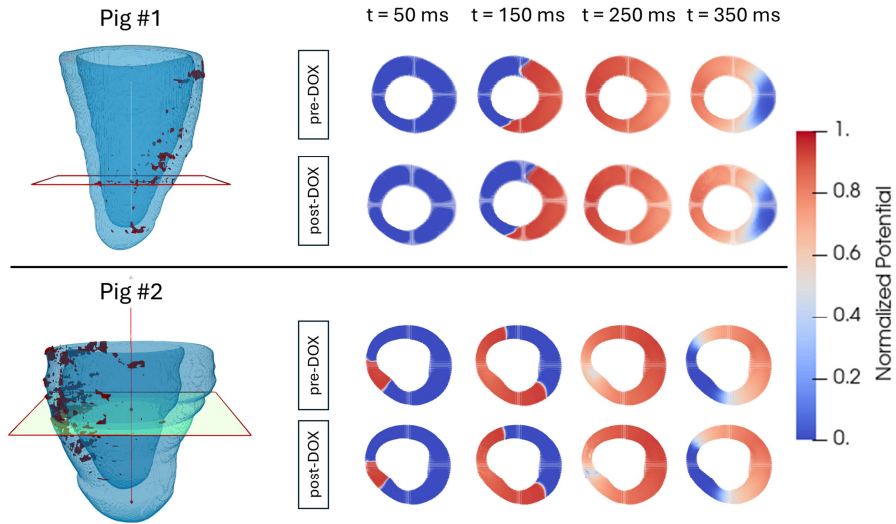 Pig #1
t = 50 ms
t = 150 ms
t = 250 ms
t = 350 ms
pre-DOX
post-DOX
Pig #2
pre-DOX
post-DOX
1.
0.8
0.6
0.4
0.2
0.
Normalized Potential